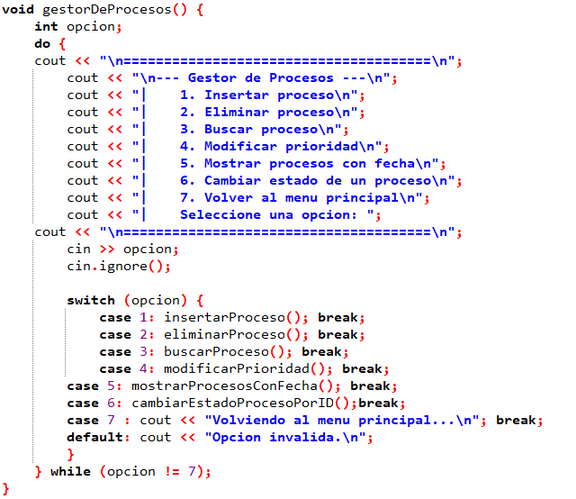 void gestorDeProcesos() {
    int opcion;
    do {
    cout << "\n======================================\n";
        cout << "\n--- Gestor de Procesos ---\n";
        cout << "|    1. Insertar proceso\n";
        cout << "|    2. Eliminar proceso\n";
        cout << "|    3. Buscar proceso\n";
        cout << "|    4. Modificar prioridad\n";
        cout << "|    5. Mostrar procesos con fecha\n";
        cout << "|    6. Cambiar estado de un proceso\n";
        cout << "|    7. Volver al menu principal\n";
        cout << "|    Seleccione una opcion: ";
    cout << "\n======================================\n";
        cin >> opcion;
        cin.ignore();

        switch (opcion) {
            case 1: insertarProceso(); break;
            case 2: eliminarProceso(); break;
            case 3: buscarProceso(); break;
            case 4: modificarPrioridad(); break;
        case 5: mostrarProcesosConFecha(); break;
        case 6: cambiarEstadoProcesoPorID();break;
        case 7 : cout << "Volviendo al menu principal...\n"; break;
        default: cout << "Opcion invalida.\n";
        }
    } while (opcion != 7);
}